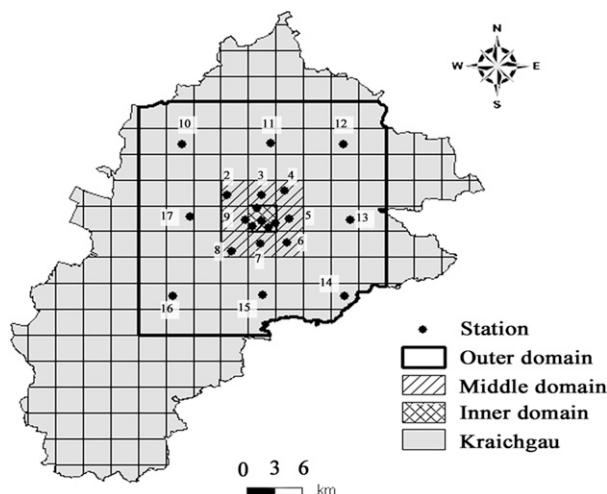 N
W E
S
10 11 12
2 3 4
17 9 5 13
8 7 6
16 15 14
Station
Outer domain
Middle domain
Inner domain
Kraichgau
0 3 6
km